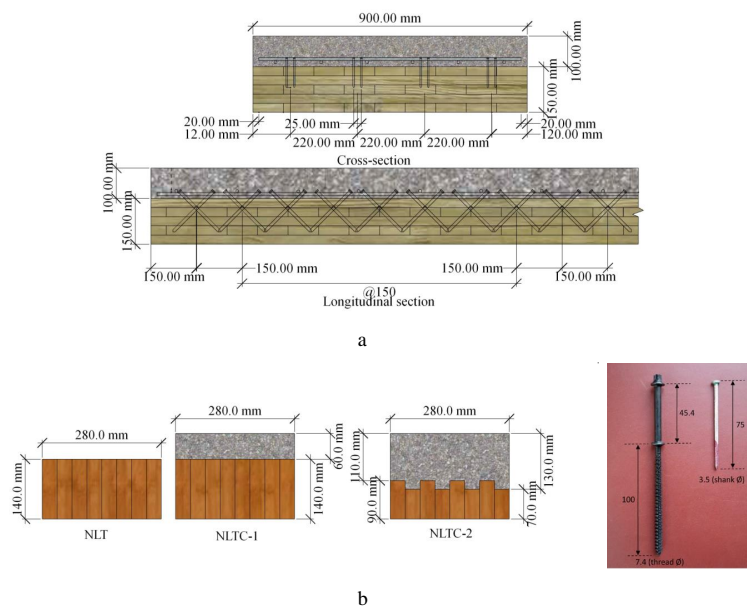 900.00 mm
100.00 mm
150.00 mm
20.00 mm
25.00 mm
20.00 mm
12.00 mm
220.00 mm
220.00 mm
220.00 mm
120.00 mm
Cross-section
100.00 mm
150.00 mm
150.00 mm
150.00 mm
150.00 mm
150.00 mm
@150
Longitudinal section
a
280.0 mm
140.0 mm
NLT
280.0 mm
60.0 mm
140.0 mm
NLTC-1
280.0 mm
110.0 mm
90.0 mm
130.0 mm
70.0 mm
NLTC-2
45.4
75
3.5 (shank Ø)
100
7.4 (thread Ø)
b